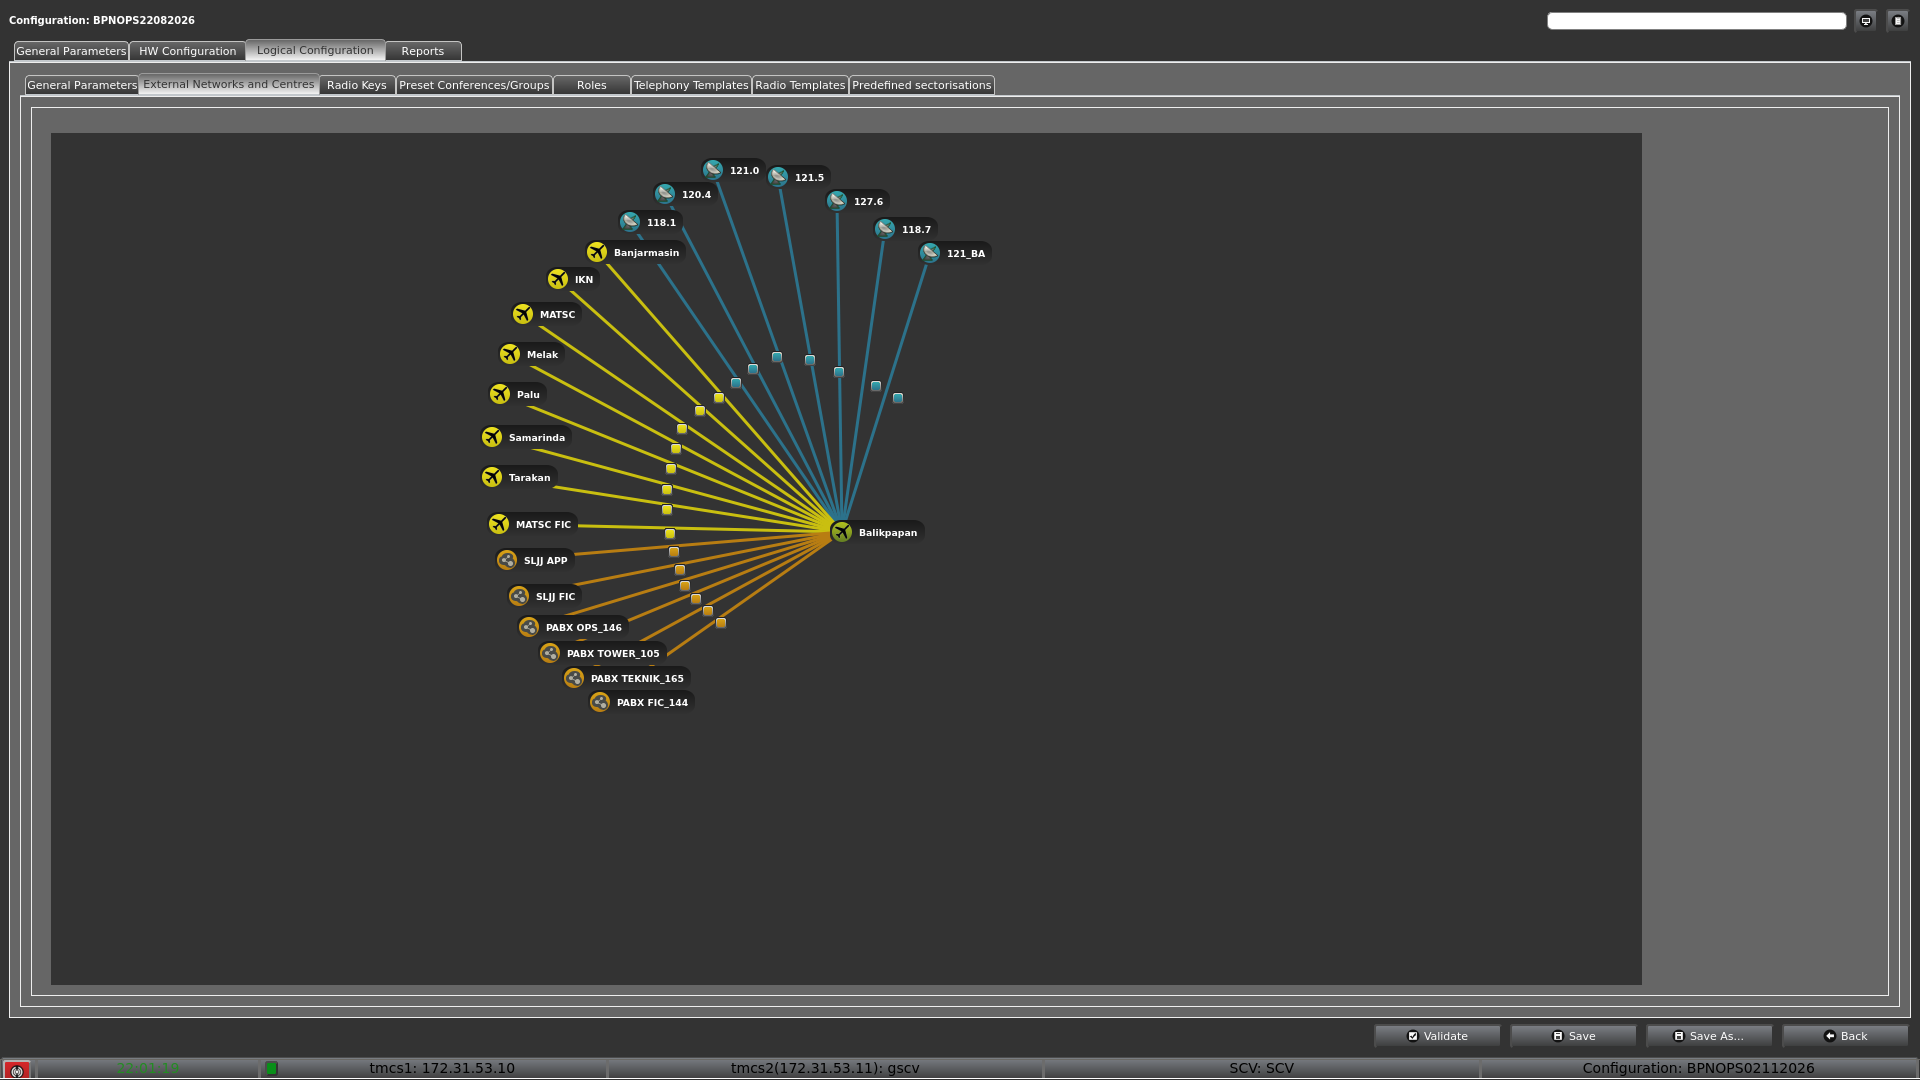 Configuration: BPNOPS22082026
General Parameters HW Configuration Logical Configuration Reports
General Parameters External Networks and Centres Radio Keys Preset Conferences/Groups Roles Telephony Templates Radio Templates Predefined sectorisations
121.0
121.5
120.4
127.6
118.1
118.7
Banjarmasin
121_BA
IKN
MATSC
Melak
Palu
Samarinda
Tarakan
MATSC FIC
Balikpapan
SLJJ APP
SLJJ FIC
PABX OPS_146
PABX TOWER_105
PABX TEKNIK_165
PABX FIC_144
Validate Save Save As... Back
tmcs1: 172.31.53.10 tmcs2(172.31.53.11): gscv SCV: SCV Configuration: BPNOPS02112026